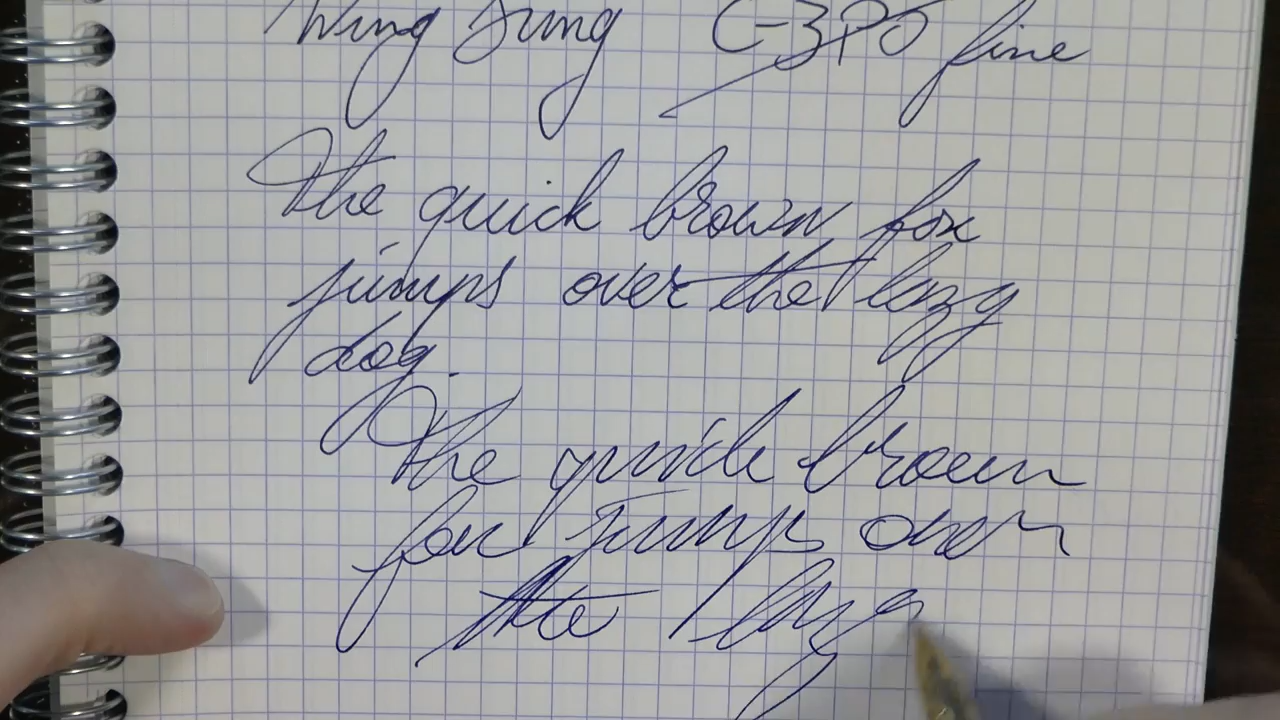 Wing Sung C-3PO fine
The quick brown fox
jumps over the lazy
dog.
The quick brown
fox jumps over
the lazy